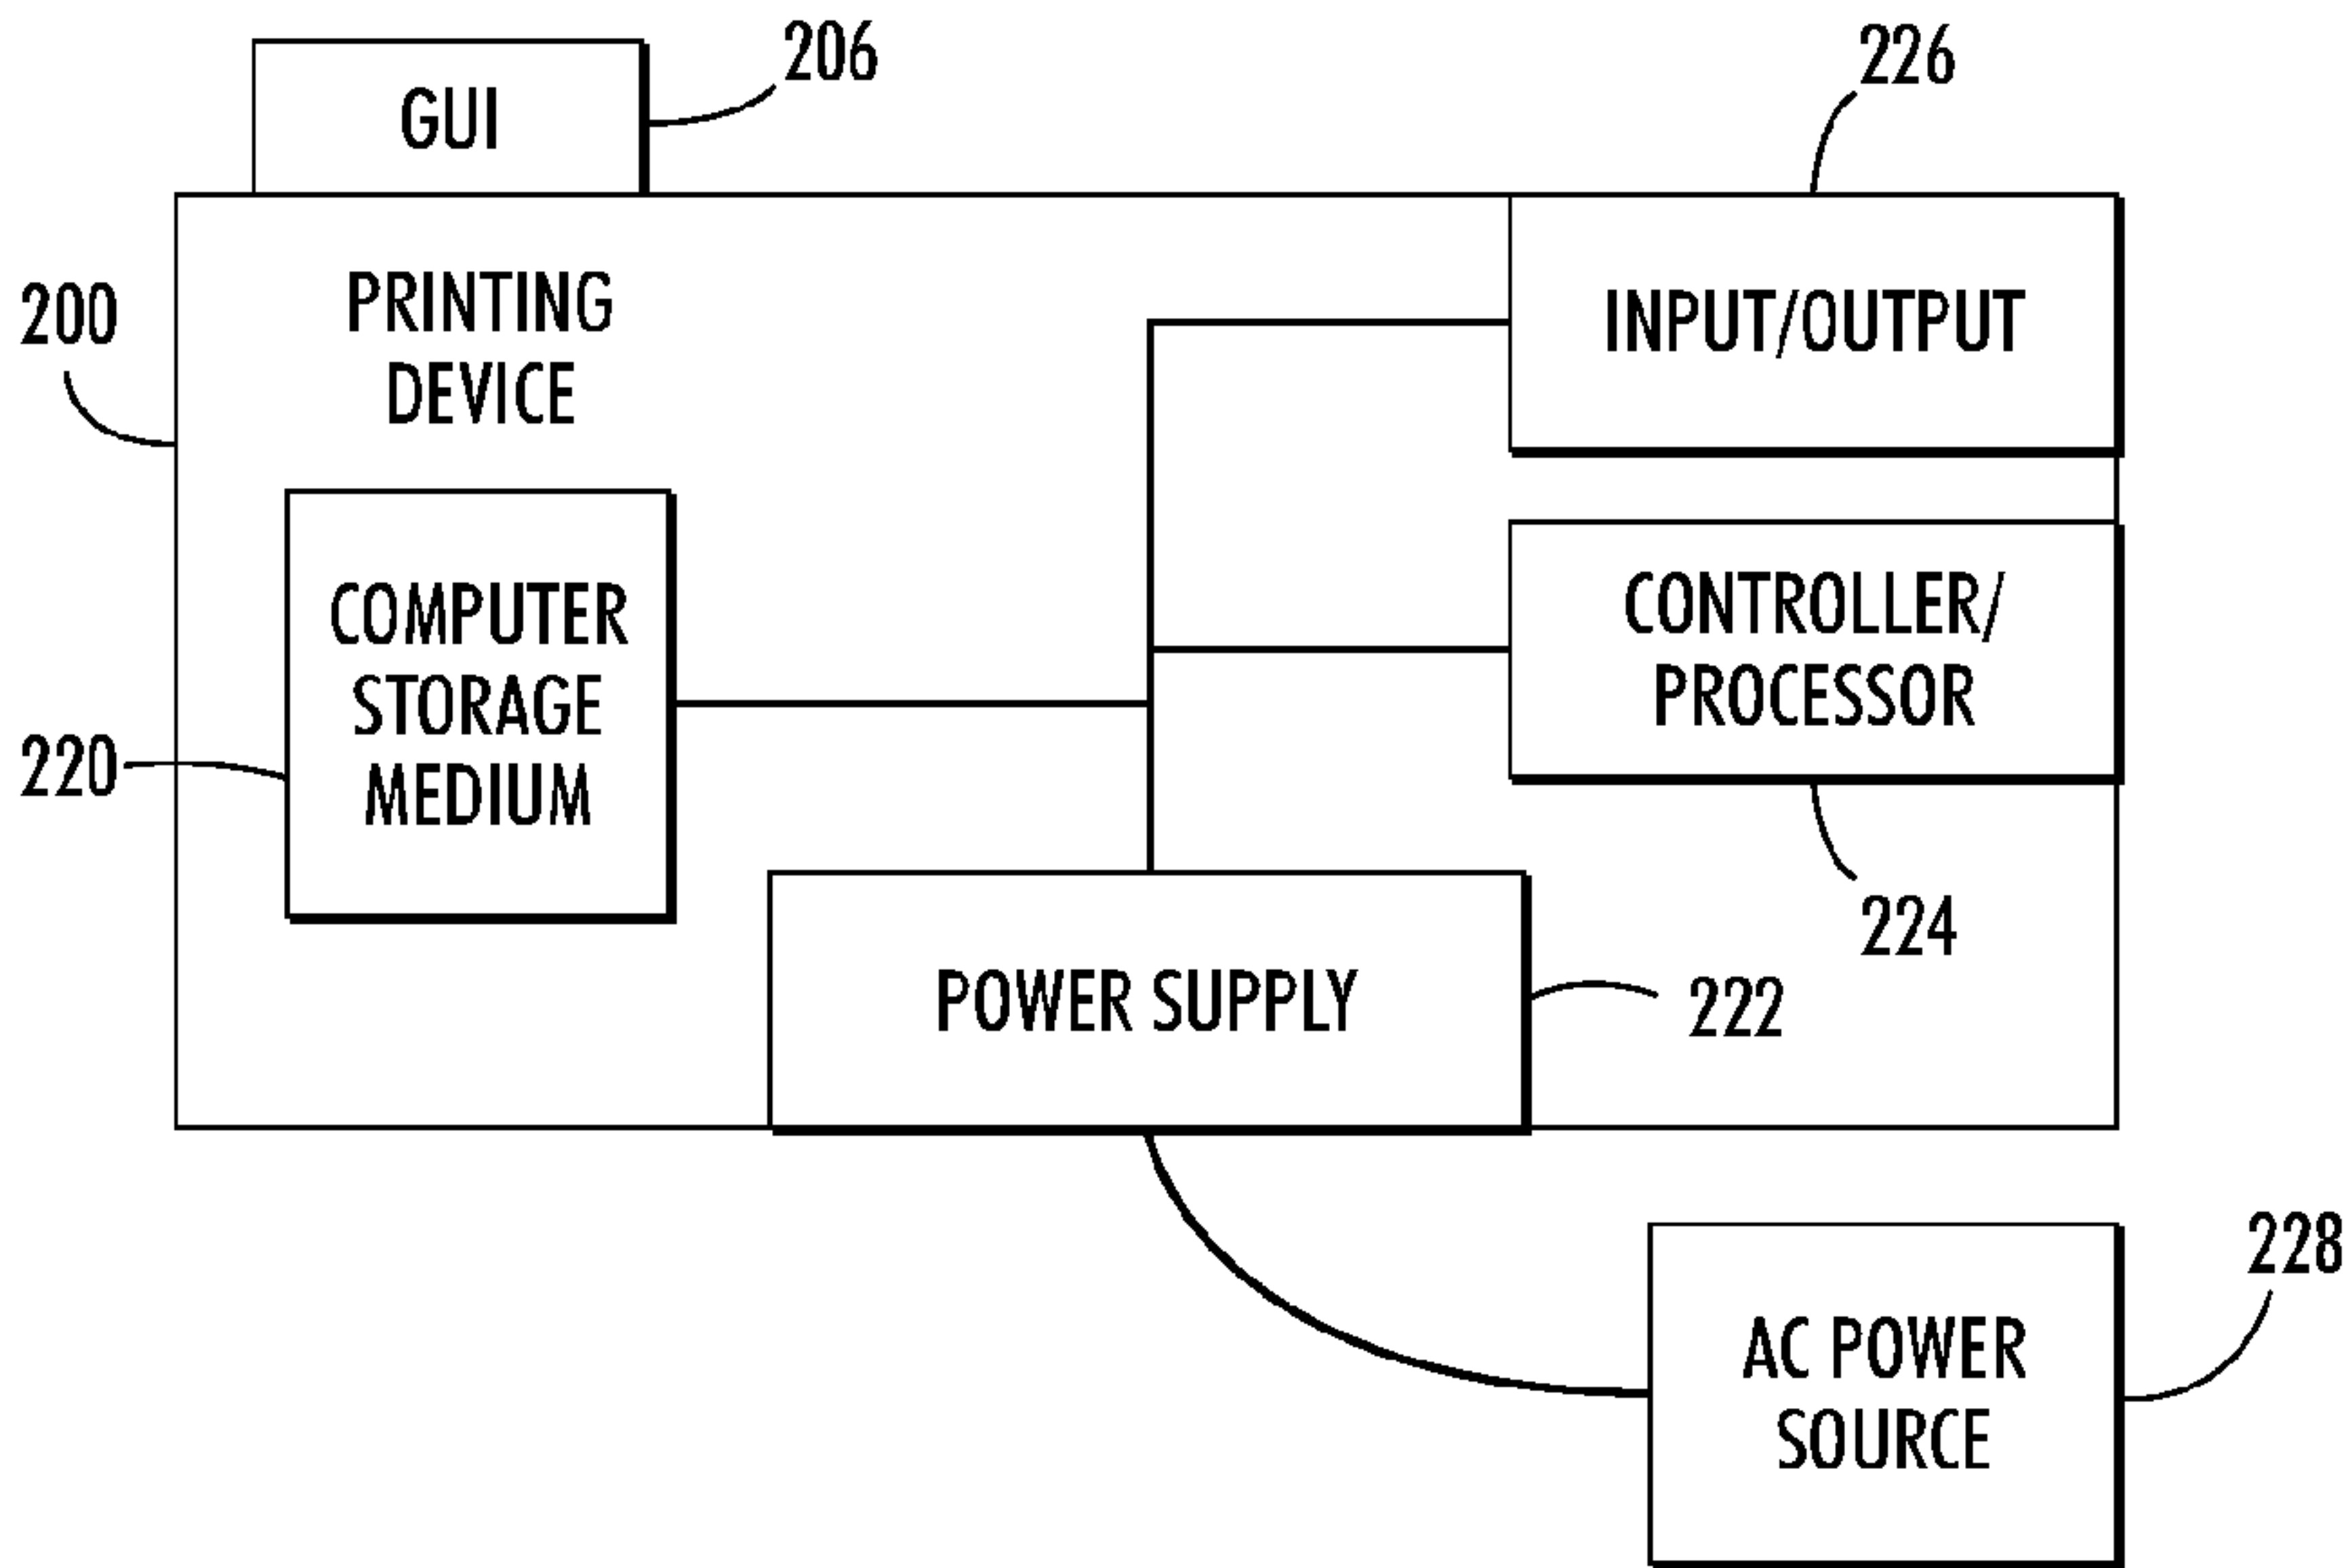 GUI
206
226
200
PRINTING
DEVICE
INPUT/OUTPUT
COMPUTER
STORAGE
MEDIUM
220
CONTROLLER/
PROCESSOR
224
POWER SUPPLY
222
228
AC POWER
SOURCE